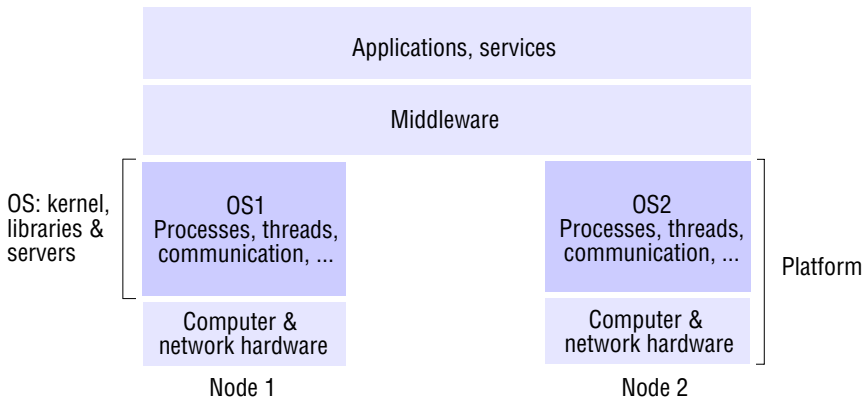 Applications, services
Middleware
OS: kernel,
libraries &
servers
OS1
Processes, threads,
communication, ...
OS2
Processes, threads,
communication, ...
Platform
Computer &
network hardware
Computer &
network hardware
Node 1
Node 2